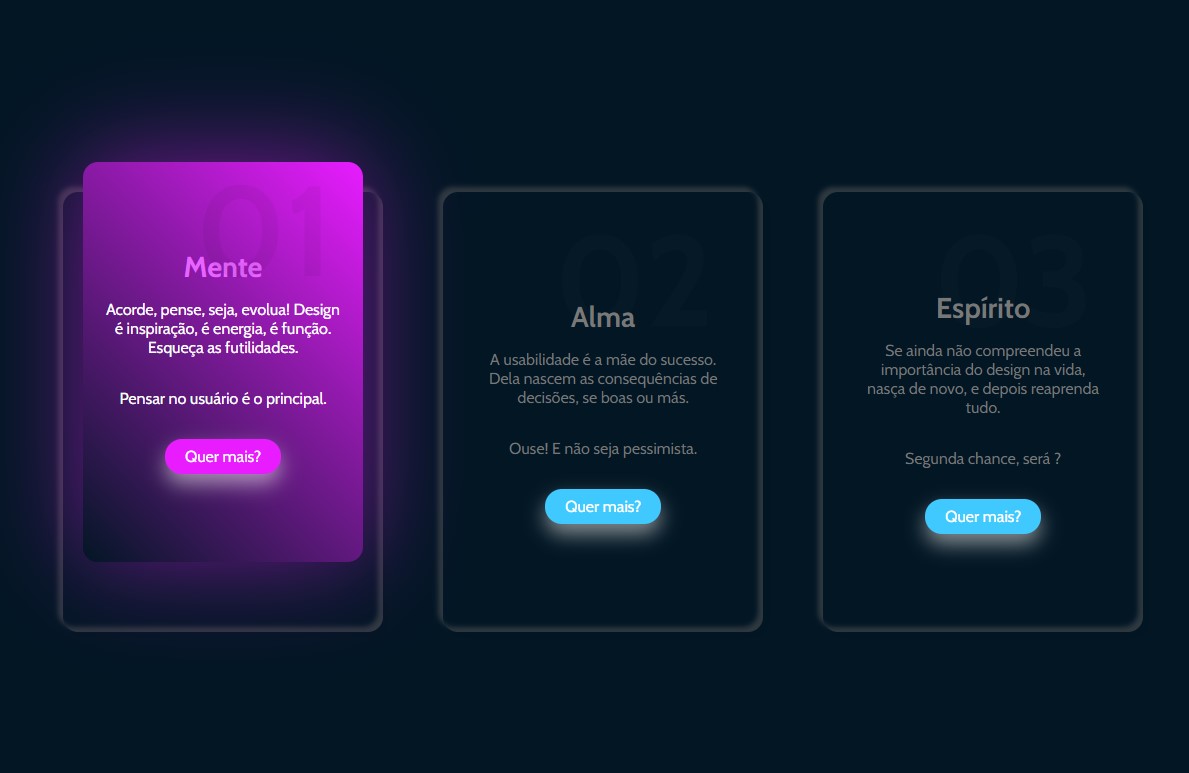 01
Mente
Acorde, pense, seja, evolua! Design
é inspiração, é energia, é função.
Esqueça as futilidades.
Pensar no usuário é o principal.
Quer mais?
02
Alma
A usabilidade é a mãe do sucesso.
Dela nascem as consequências de
decisões, se boas ou más.
Ouse! E não seja pessimista.
Quer mais?
03
Espírito
Se ainda não compreendeu a
importância do design na vida,
nasça de novo, e depois reaprenda
tudo.
Segunda chance, será ?
Quer mais?